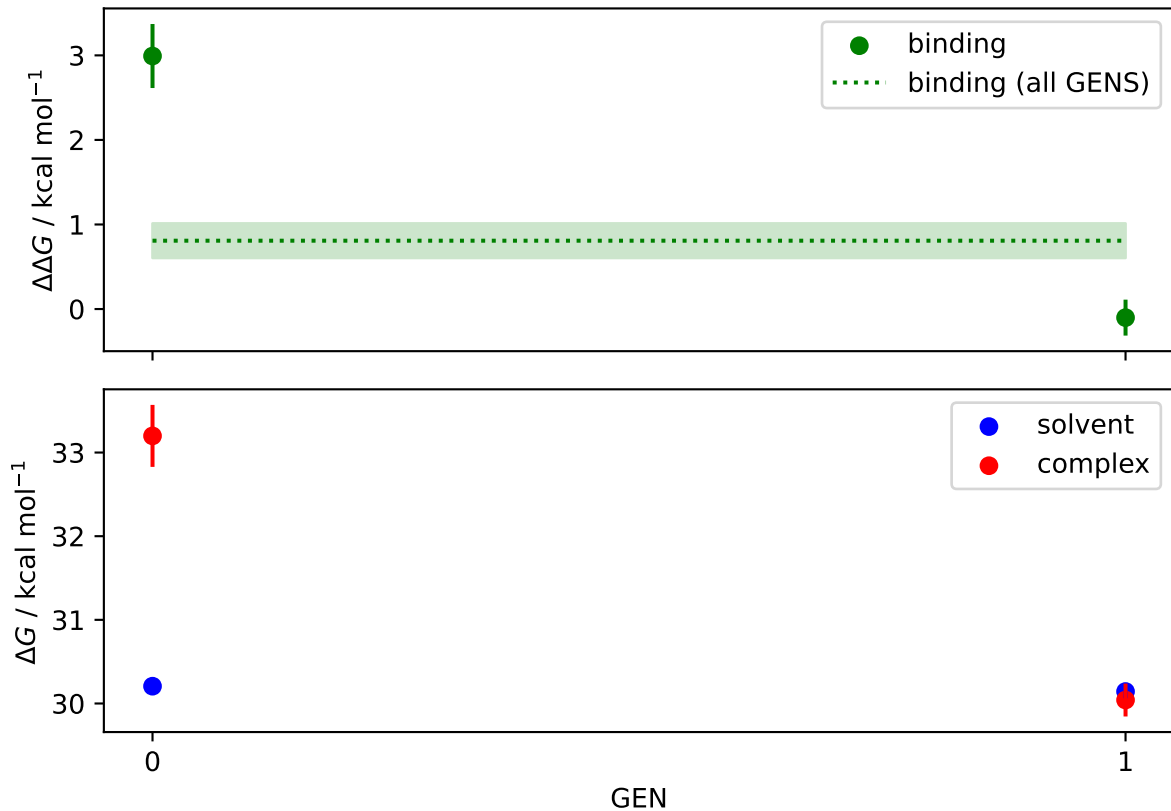 3
2
1
0
ΔΔG / kcal mol⁻¹
binding
binding (all GENS)
33
32
31
30
ΔG / kcal mol⁻¹
solvent
complex
0
1
GEN